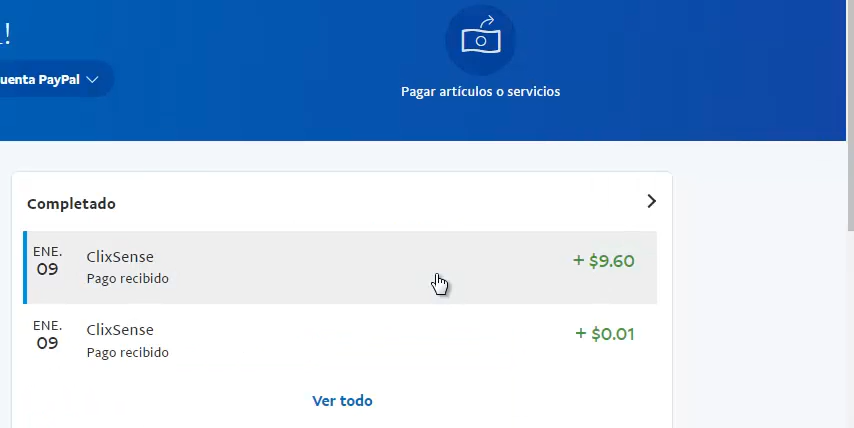 !
uenta PayPal
Pagar artículos o servicios
Completado
ENE.
09
ClixSense
Pago recibido
+ $9.60
ENE.
09
ClixSense
Pago recibido
+ $0.01
Ver todo